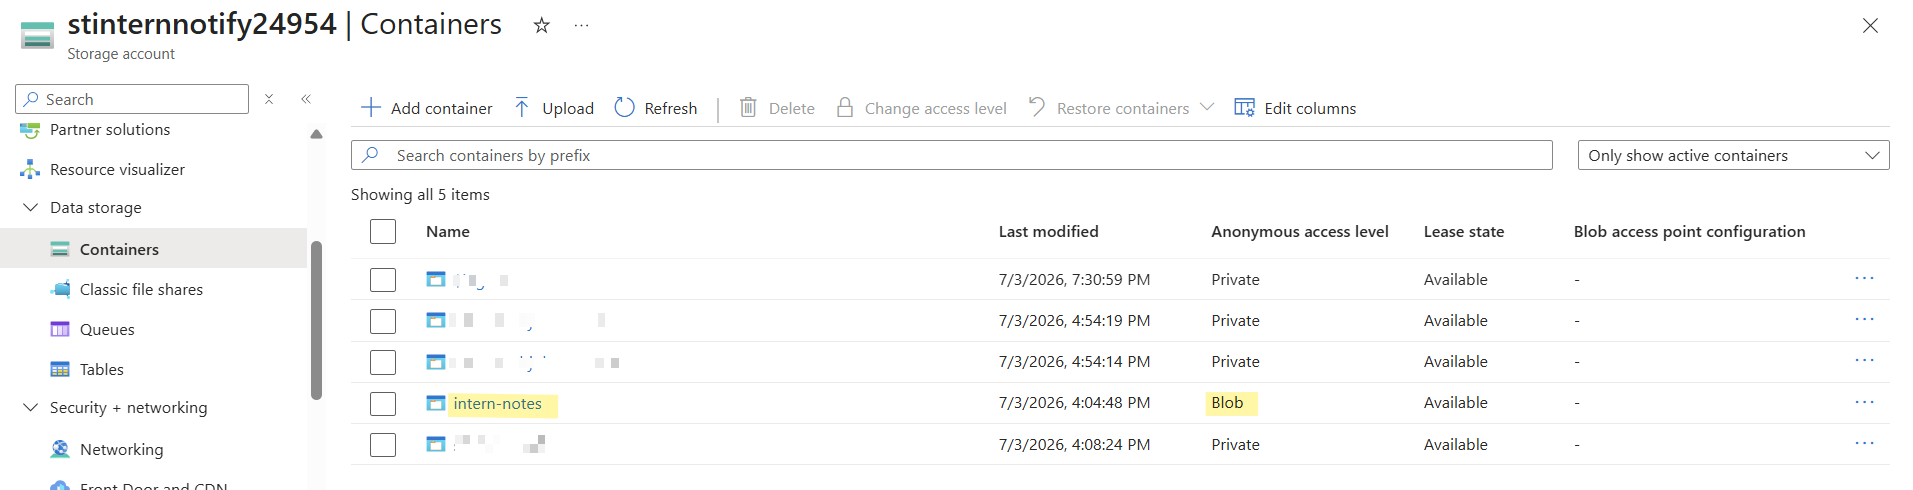 stinternnotify24954 | Containers
Storage account
Search
Partner solutions
Resource visualizer
Data storage
Containers
Classic file shares
Queues
Tables
Security + networking
Networking
Front Door and CDN
Add container Upload Refresh Delete Change access level Restore containers Edit columns
Search containers by prefix Only show active containers
Showing all 5 items
Name Last modified Anonymous access level Lease state Blob access point configuration
7/3/2026, 7:30:59 PM Private Available -
7/3/2026, 4:54:19 PM Private Available -
7/3/2026, 4:54:14 PM Private Available -
intern-notes 7/3/2026, 4:04:48 PM Blob Available -
7/3/2026, 4:08:24 PM Private Available -